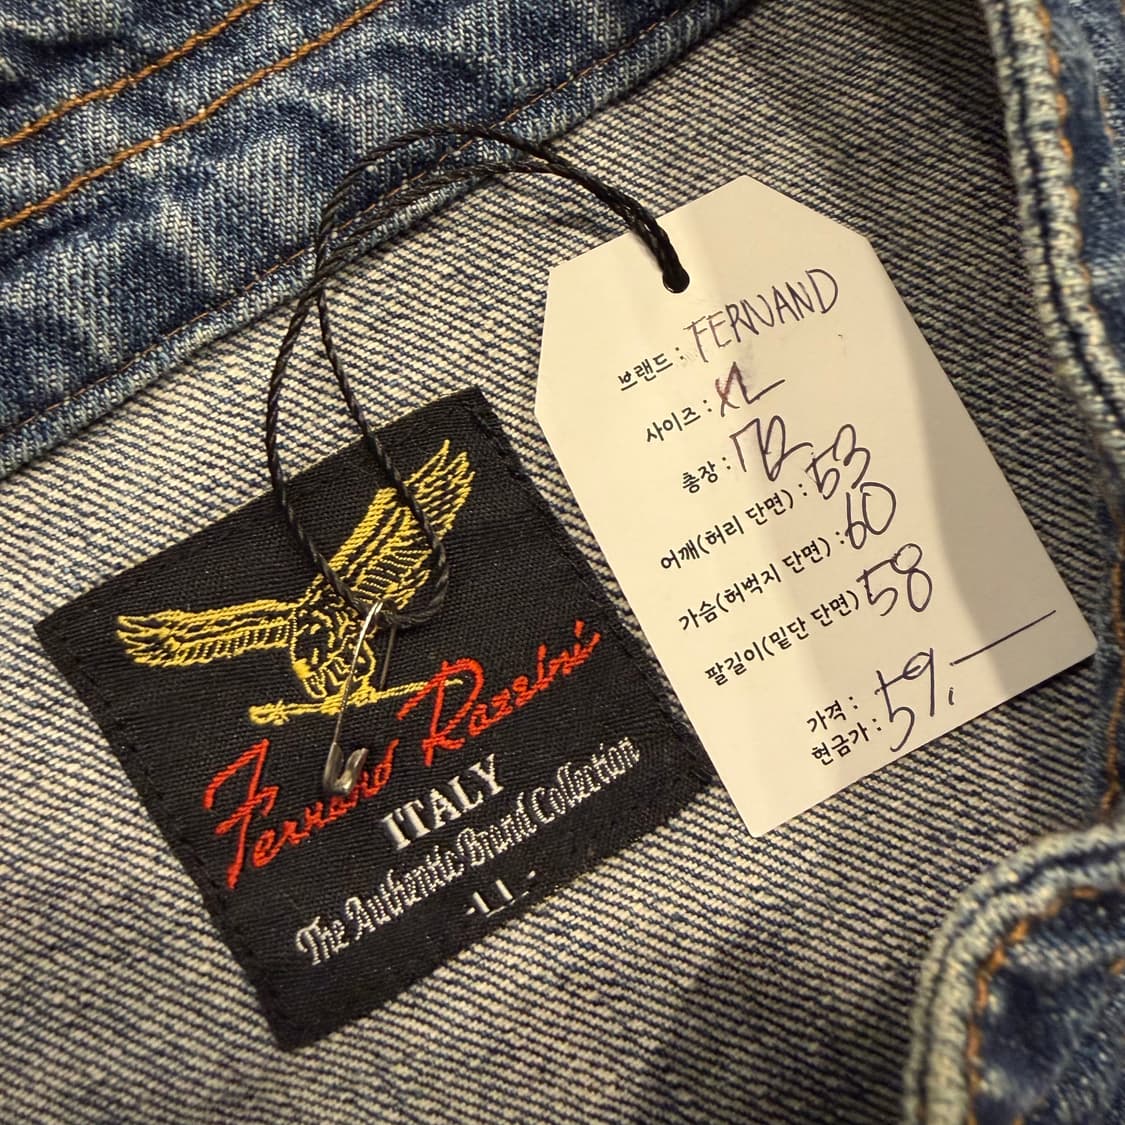 Fernand Razzini
ITALY
The Authentic Brand Collection
-LL-
브랜드 : FERNAND
사이즈 : XL
총장 : 72
어깨(허리 단면) : 53
가슴(허벅지 단면) : 60
팔길이(밑단 단면) 58
가격 :
현금가 : 59.—